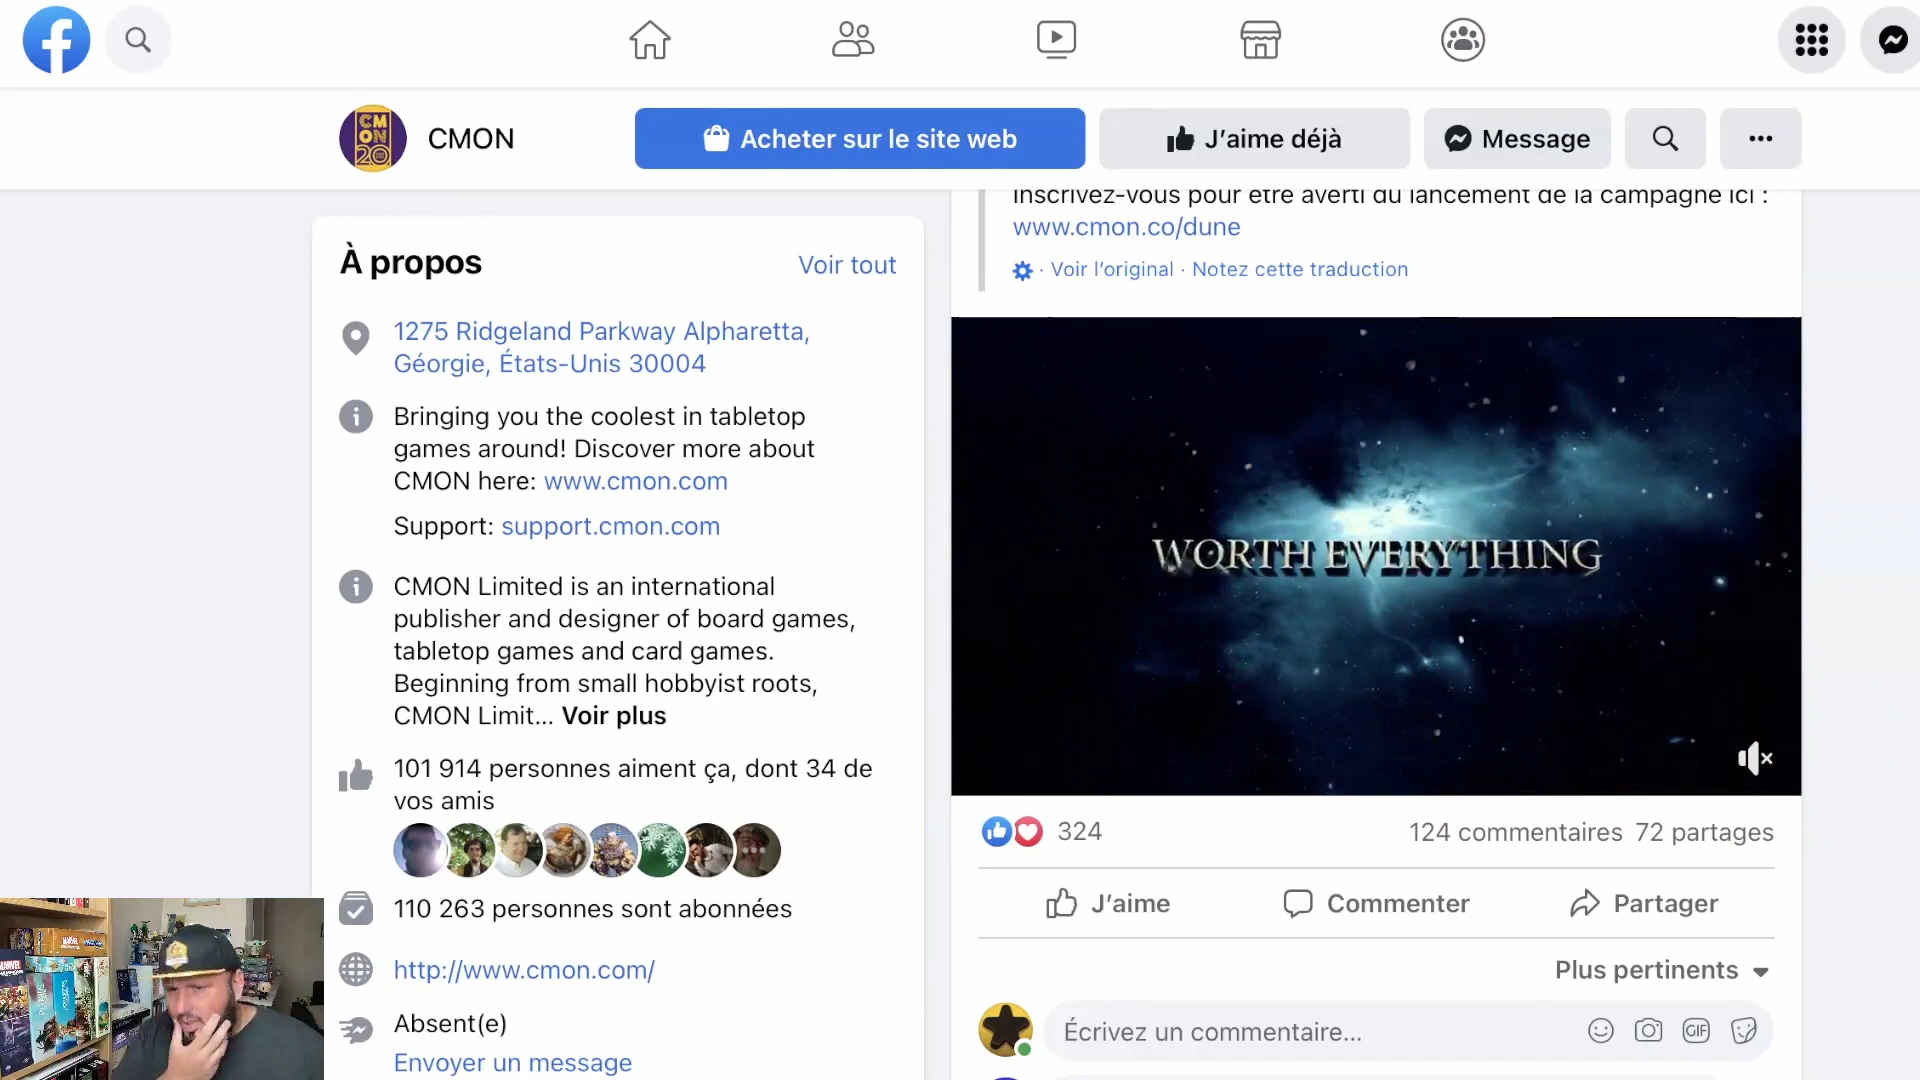 CMON
Acheter sur le site web
J'aime déjà
Message
Inscrivez-vous pour être averti du lancement de la campagne ici :
www.cmon.co/dune
· Voir l'original · Notez cette traduction
À propos
Voir tout
1275 Ridgeland Parkway Alpharetta,
Géorgie, États-Unis 30004
Bringing you the coolest in tabletop
games around! Discover more about
CMON here: www.cmon.com
Support: support.cmon.com
CMON Limited is an international
publisher and designer of board games,
tabletop games and card games.
Beginning from small hobbyist roots,
CMON Limit... Voir plus
101 914 personnes aiment ça, dont 34 de
vos amis
110 263 personnes sont abonnées
http://www.cmon.com/
Absent(e)
Envoyer un message
WORTH EVERYTHING
324
124 commentaires 72 partages
J'aime
Commenter
Partager
Plus pertinents
Écrivez un commentaire...
GIF
CM
ON
20
MARVEL